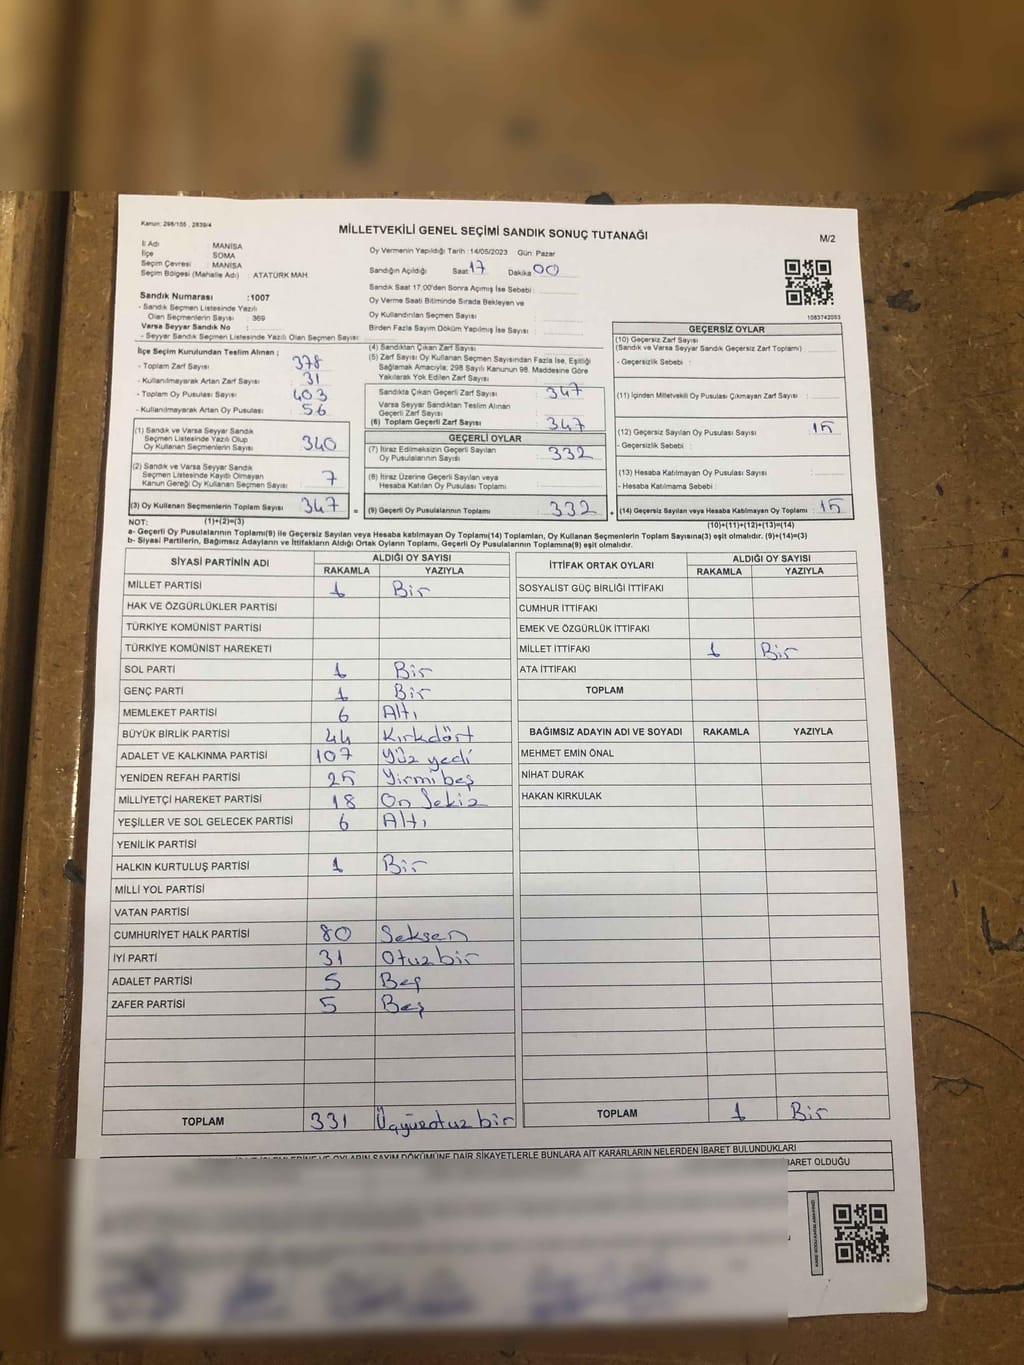 Kanun: 298/105 , 2839/4
MİLLETVEKİLİ GENEL SEÇİMİ SANDIK SONUÇ TUTANAĞI
M/2
İl Adı MANİSA
İlçe SOMA
Seçim Çevresi MANİSA
Seçim Bölgesi (Mahalle Adı) : ATATÜRK MAH.
Sandık Numarası :1007
- Sandık Seçmen Listesinde Yazılı
Olan Seçmenlerin Sayısı : 369
Varsa Seyyar Sandık No :
- Seyyar Sandık Seçmen Listesinde Yazılı Olan Seçmen Sayısı:
Oy Vermenin Yapıldığı Tarih :14/05/2023 Gün: Pazar
Sandığın Açıldığı Saat 17 Dakika 00
Sandık Saat 17.00'den Sonra Açmış İse Sebebi :
Oy Verme Saati Bitiminde Sırada Bekleyen ve
Oy Kullandırılan Seçmen Sayısı :
Birden Fazla Sayım Döküm Yapılmış İse Sayısı :
1083742053
İlçe Seçim Kurulundan Teslim Alınan ;
- Toplam Zarf Sayısı : 378
- Kullanılmayarak Artan Zarf Sayısı : 31
- Toplam Oy Pusulası Sayısı : 403
- Kullanılmayarak Artan Oy Pusulası : 56
(1) Sandık ve Varsa Seyyar Sandık
Seçmen Listesinde Yazılı Olup
Oy Kullanan Seçmenlerin Sayısı : 340
(2) Sandık ve Varsa Seyyar Sandık
Seçmen Listesinde Kayıtlı Olmayan
Kanun Gereği Oy Kullanan Seçmen Sayısı : 7
(3) Oy Kullanan Seçmenlerin Toplam Sayısı : 347
(1)+(2)=(3)
(4) Sandıktan Çıkan Zarf Sayısı :
(5) Zarf Sayısı Oy Kullanan Seçmen Sayısından Fazla İse, Eşitliği
Sağlamak Amacıyla; 298 Sayılı Kanunun 98. Maddesine Göre
Yakılarak Yok Edilen Zarf Sayısı :
Sandıkta Çıkan Geçerli Zarf Sayısı : 347
Varsa Seyyar Sandıktan Teslim Alınan
Geçerli Zarf Sayısı :
(6) Toplam Geçerli Zarf Sayısı : 347
GEÇERLİ OYLAR
(7) İtiraz Edilmeksizin Geçerli Sayılan
Oy Pusulalarının Sayısı : 332
(8) İtiraz Üzerine Geçerli Sayılan veya
Hesaba Katılan Oy Pusulası Toplamı :
= (9) Geçerli Oy Pusulalarının Toplamı : 332
GEÇERSİZ OYLAR
(10) Geçersiz Zarf Sayısı
(Sandık ve Varsa Seyyar Sandık Geçersiz Zarf Toplamı) :
- Geçersizlik Sebebi :
(11) İçinden Milletvekili Oy Pusulası Çıkmayan Zarf Sayısı :
(12) Geçersiz Sayılan Oy Pusulası Sayısı : 15
- Geçersizlik Sebebi :
(13) Hesaba Katılmayan Oy Pusulası Sayısı :
- Hesaba Katılmama Sebebi :
+ (14) Geçersiz Sayılan veya Hesaba Katılmayan Oy Toplamı : 15
(10)+(11)+(12)+(13)=(14)
NOT:
a- Geçerli Oy Pusulalarının Toplamı(9) ile Geçersiz Sayılan veya Hesaba Katılmayan Oy Toplamı(14) Toplamları, Oy Kullanan Seçmenlerin Toplam Sayısına(3) eşit olmalıdır. (9)+(14)=(3)
b- Siyasi Partilerin, Bağımsız Adayların ve İttifakların Aldığı Ortak Oyların Toplamı, Geçerli Oy Pusulalarının Toplamına(9) eşit olmalıdır.
SİYASİ PARTİNİN ADI ALDIĞI OY SAYISI
RAKAMLA YAZIYLA
MİLLET PARTİSİ 1 Bir
HAK VE ÖZGÜRLÜKLER PARTİSİ
TÜRKİYE KOMÜNİST PARTİSİ
TÜRKİYE KOMÜNİST HAREKETİ
SOL PARTİ 1 Bir
GENÇ PARTİ 1 Bir
MEMLEKET PARTİSİ 6 Altı
BÜYÜK BİRLİK PARTİSİ 44 Kırkdört
ADALET VE KALKINMA PARTİSİ 107 Yüz yedi
YENİDEN REFAH PARTİSİ 25 Yirmi beş
MİLLİYETÇİ HAREKET PARTİSİ 18 On Sekiz
YEŞİLLER VE SOL GELECEK PARTİSİ 6 Altı
YENİLİK PARTİSİ
HALKIN KURTULUŞ PARTİSİ 1 Bir
MİLLİ YOL PARTİSİ
VATAN PARTİSİ
CUMHURİYET HALK PARTİSİ 80 Seksen
İYİ PARTİ 31 Otuz bir
ADALET PARTİSİ 5 Beş
ZAFER PARTİSİ 5 Beş
TOPLAM 331 Üçyüzotuz bir
İTTİFAK ORTAK OYLARI ALDIĞI OY SAYISI
RAKAMLA YAZIYLA
SOSYALİST GÜÇ BİRLİĞİ İTTİFAKI
CUMHUR İTTİFAKI
EMEK VE ÖZGÜRLÜK İTTİFAKI
MİLLET İTTİFAKI 1 Bir
ATA İTTİFAKI
TOPLAM
BAĞIMSIZ ADAYIN ADI VE SOYADI RAKAMLA YAZIYLA
MEHMET EMİN ÖNAL
NİHAT DURAK
HAKAN KIRKULAK
TOPLAM 1 Bir
VE OYLARIN SAYIM DÖKÜMÜNE DAİR ŞİKAYETLERLE BUNLARA AİT KARARLARIN NELERDEN İBARET BULUNDUKLARI
İBARET OLDUĞU